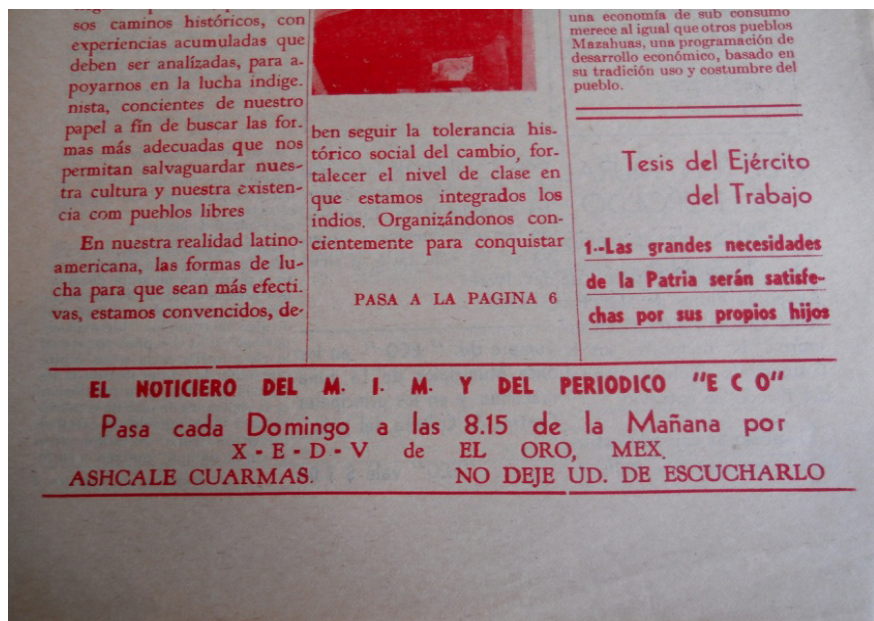 sos caminos históricos, con
experiencias acumuladas que
deben ser analízadas, para a-
poyarnos en la lucha indige.
nista, concientes de nuestro
papel a fin de buscar las for-
mas más adecuadas que nos
permitan salvaguardar nues-
tra cultura y nuestra existen-
cia com pueblos libres
En nuestra realidad latino-
americana, las formas de lu-
cha para que sean más efecti.
vas, estamos convencidos, de-
ben seguir la tolerancia his-
tórico social del cambio, for-
talecer el nivel de clase en
que estamos integrados los
indios. Organizándonos con-
cientemente para conquistar
PASA A LA PAGINA 6
una economía de sub consumo
merece al igual que otros pueblos
Mazahuas, una programación de
desarrollo económico, basado en
su tradición uso y costumbre del
pueblo.
Tesis del Ejército
del Trabajo
1.-Las grandes necesidades
de la Patria serán satisfe-
chas por sus propios hijos
EL NOTICIERO DEL M. I. M. Y DEL PERIODICO "E C O"
Pasa cada Domingo a las 8.15 de la Mañana por
X - E - D - V de EL ORO, MEX.
ASHCALE CUARMAS. NO DEJE UD. DE ESCUCHARLO